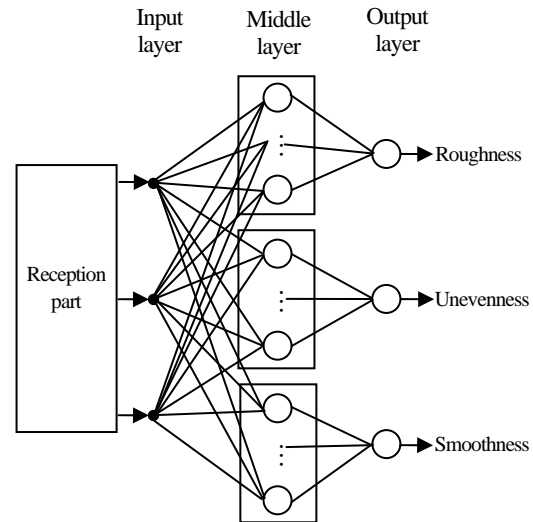 Input
layer
Middle
layer
Output
layer
Reception
part
Roughness
Unevenness
Smoothness